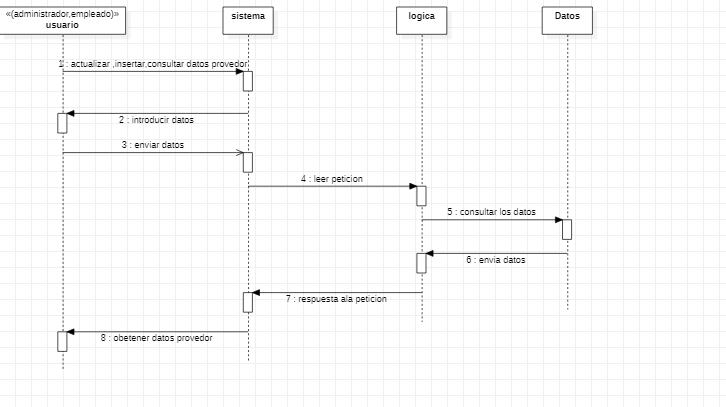 «(administrador,empleado)»
usuario
sistema
logica
Datos
1 : actualizar ,insertar,consultar datos provedor
2 : introducir datos
3 : enviar datos
4 : leer peticion
5 : consultar los datos
6 : envia datos
7 : respuesta ala peticion
8 : obetener datos provedor